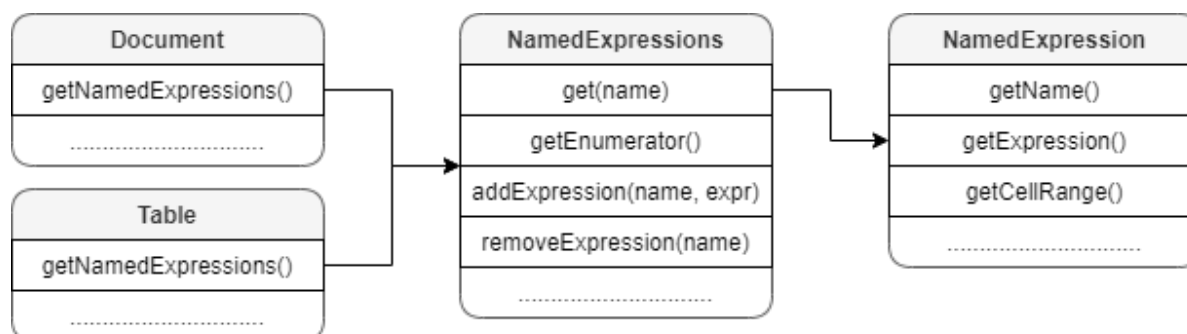 Document
getNamedExpressions()
..............................
Table
getNamedExpressions()
..............................
NamedExpressions
get(name)
getEnumerator()
addExpression(name, expr)
removeExpression(name)
..............................
NamedExpression
getName()
getExpression()
getCellRange()
..............................